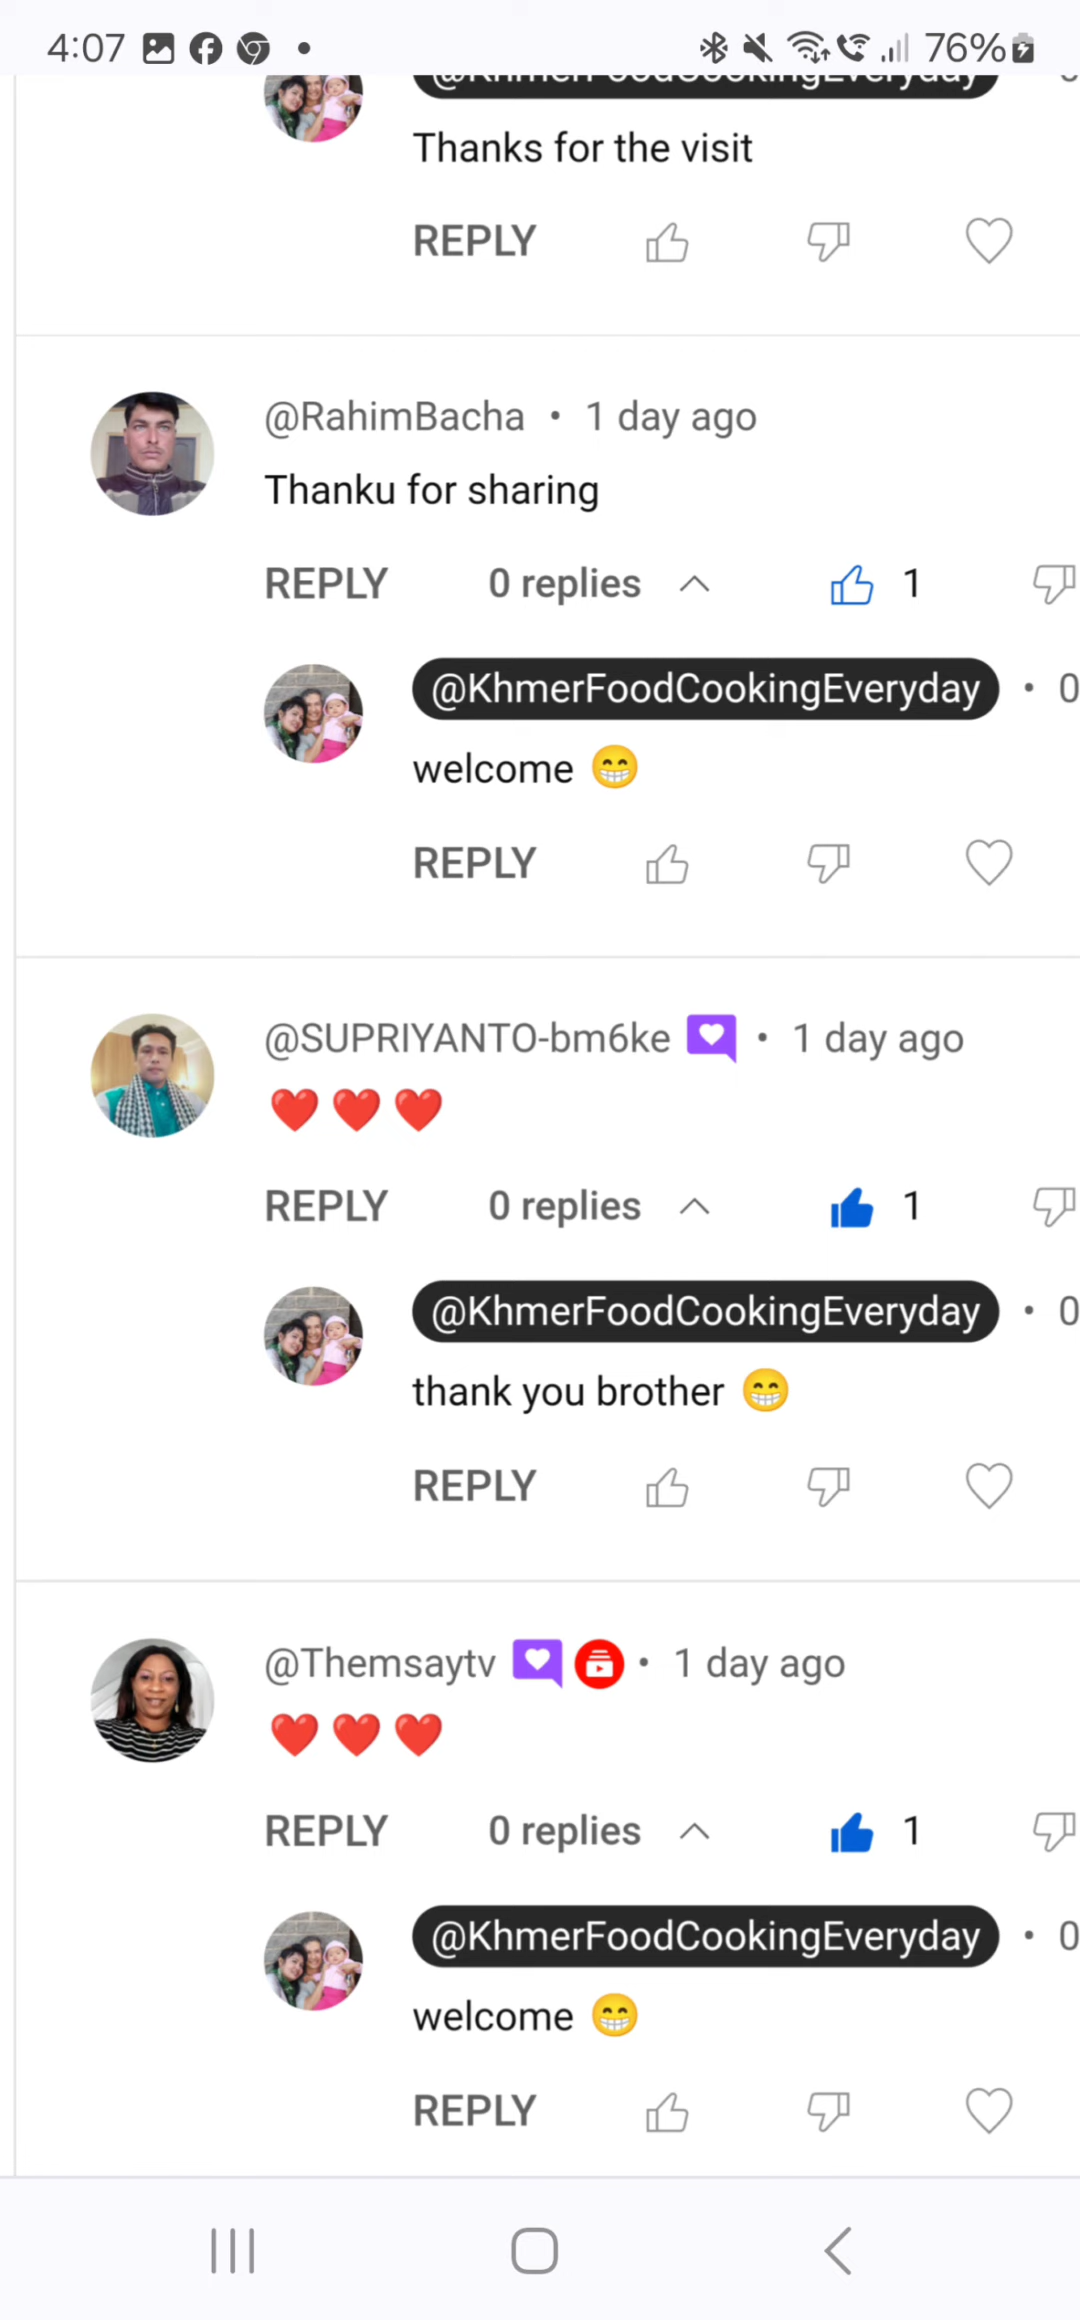 4:07 76%
@KhmerFoodCookingEveryday
Thanks for the visit
REPLY
@RahimBacha • 1 day ago
Thanku for sharing
REPLY 0 replies 1
@KhmerFoodCookingEveryday • 0
welcome 😁
REPLY
@SUPRIYANTO-bm6ke • 1 day ago
❤️❤️❤️
REPLY 0 replies 1
@KhmerFoodCookingEveryday • 0
thank you brother 😁
REPLY
@Themsaytv • 1 day ago
❤️❤️❤️
REPLY 0 replies 1
@KhmerFoodCookingEveryday • 0
welcome 😁
REPLY